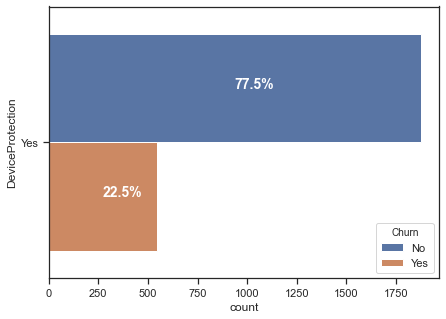 77.5%
DeviceProtection
Yes
22.5%
Churn
No
Yes
0 250 500 750 1000 1250 1500 1750
count